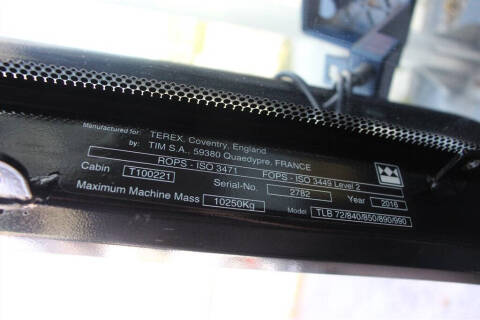 Manufactured for: TEREX, Coventry, England
by: TIM S.A., 59380 Quaedypre, FRANCE
ROPS - ISO 3471 FOPS - ISO 3449 Level 2
Cabin T100221 Serial-No. 2782 Year 2016
Maximum Machine Mass 10250Kg Model TLB 72/840/850/890/990